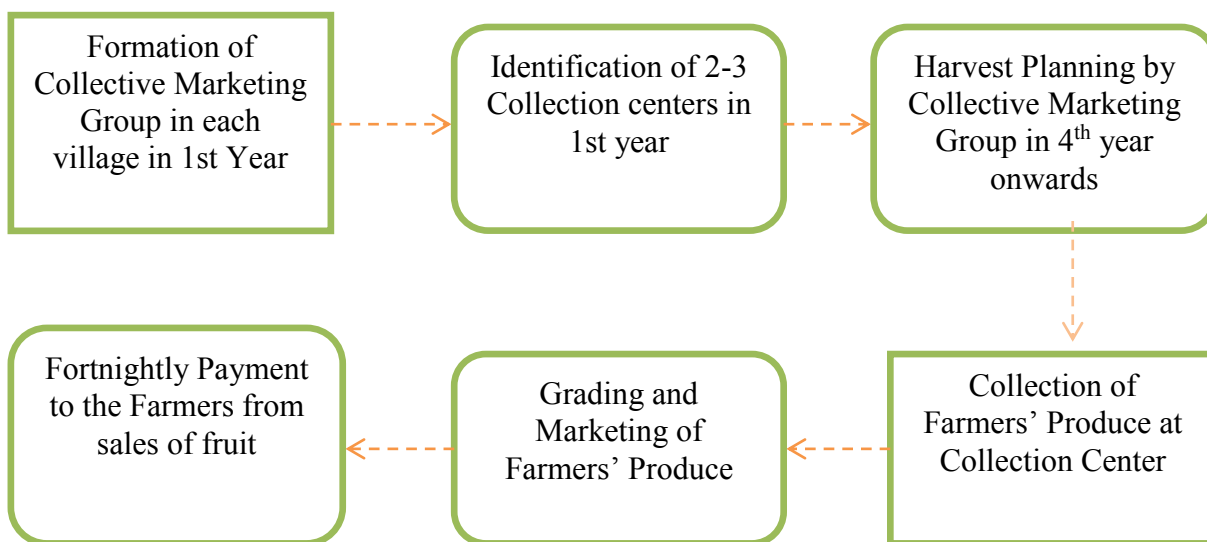 Formation of
Collective Marketing
Group in each
village in 1st Year
Identification of 2-3
Collection centers in
1st year
Harvest Planning by
Collective Marketing
Group in 4th year
onwards
Collection of
Farmers’ Produce at
Collection Center
Grading and
Marketing of
Farmers’ Produce
Fortnightly Payment
to the Farmers from
sales of fruit